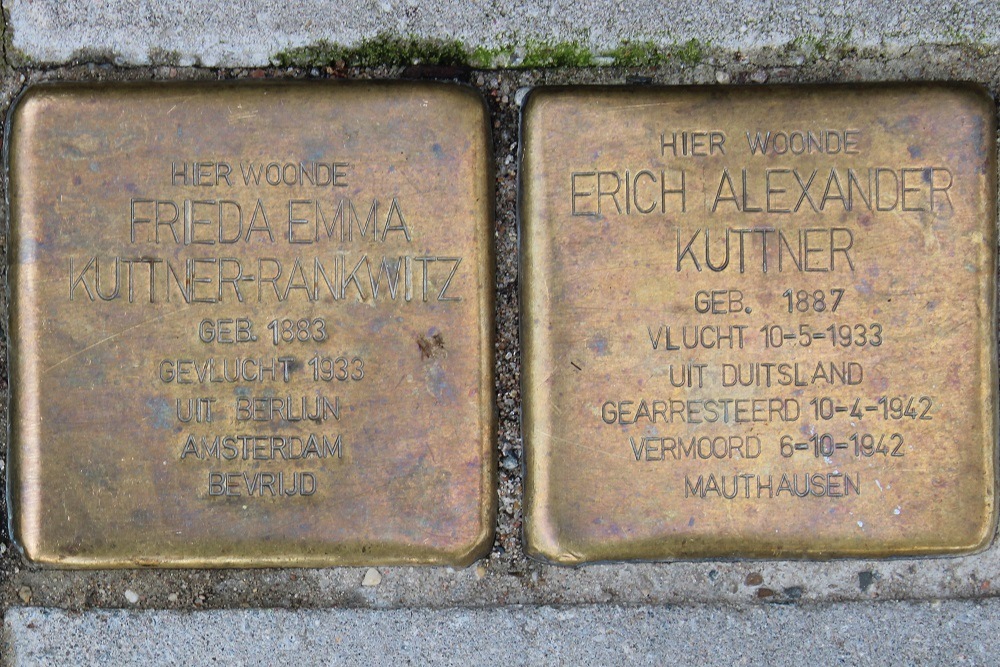 HIER WOONDE
FRIEDA EMMA
KUTTNER-RANKWITZ
GEB. 1883
GEVLUCHT 1933
UIT BERLIJN
AMSTERDAM
BEVRIJD
HIER WOONDE
ERICH ALEXANDER
KUTTNER
GEB. 1887
VLUCHT 10-5-1933
UIT DUITSLAND
GEARRESTEERD 10-4-1942
VERMOORD 6-10-1942
MAUTHAUSEN